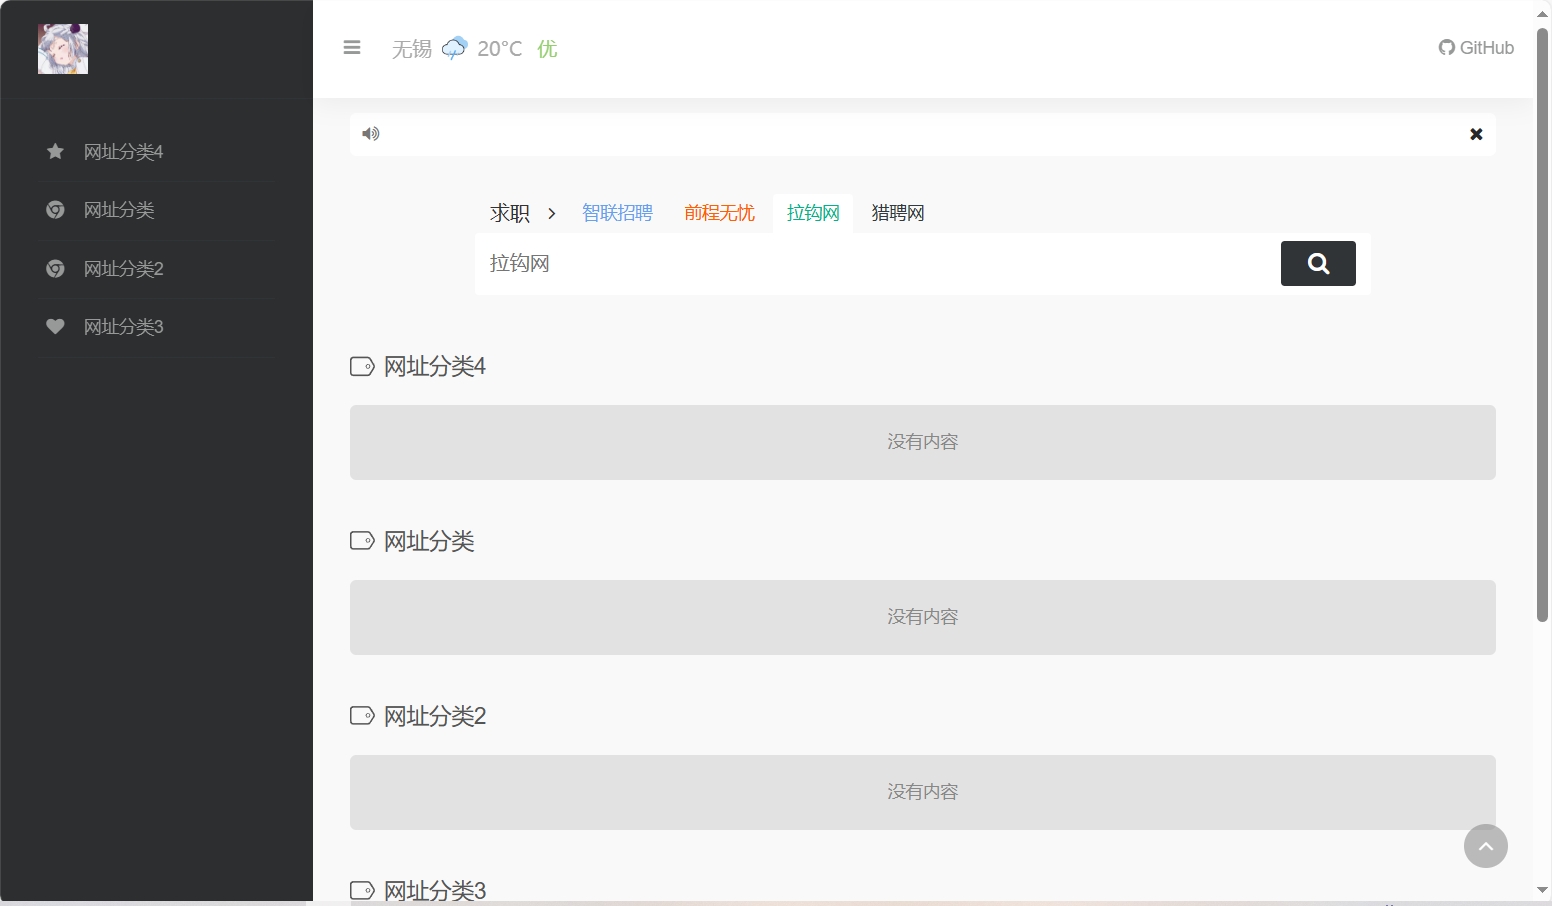 无锡 20°C 优
GitHub
网址分类4
网址分类
网址分类2
网址分类3
求职 智联招聘 前程无忧 拉钩网 猎聘网
拉钩网
网址分类4
没有内容
网址分类
没有内容
网址分类2
没有内容
网址分类3